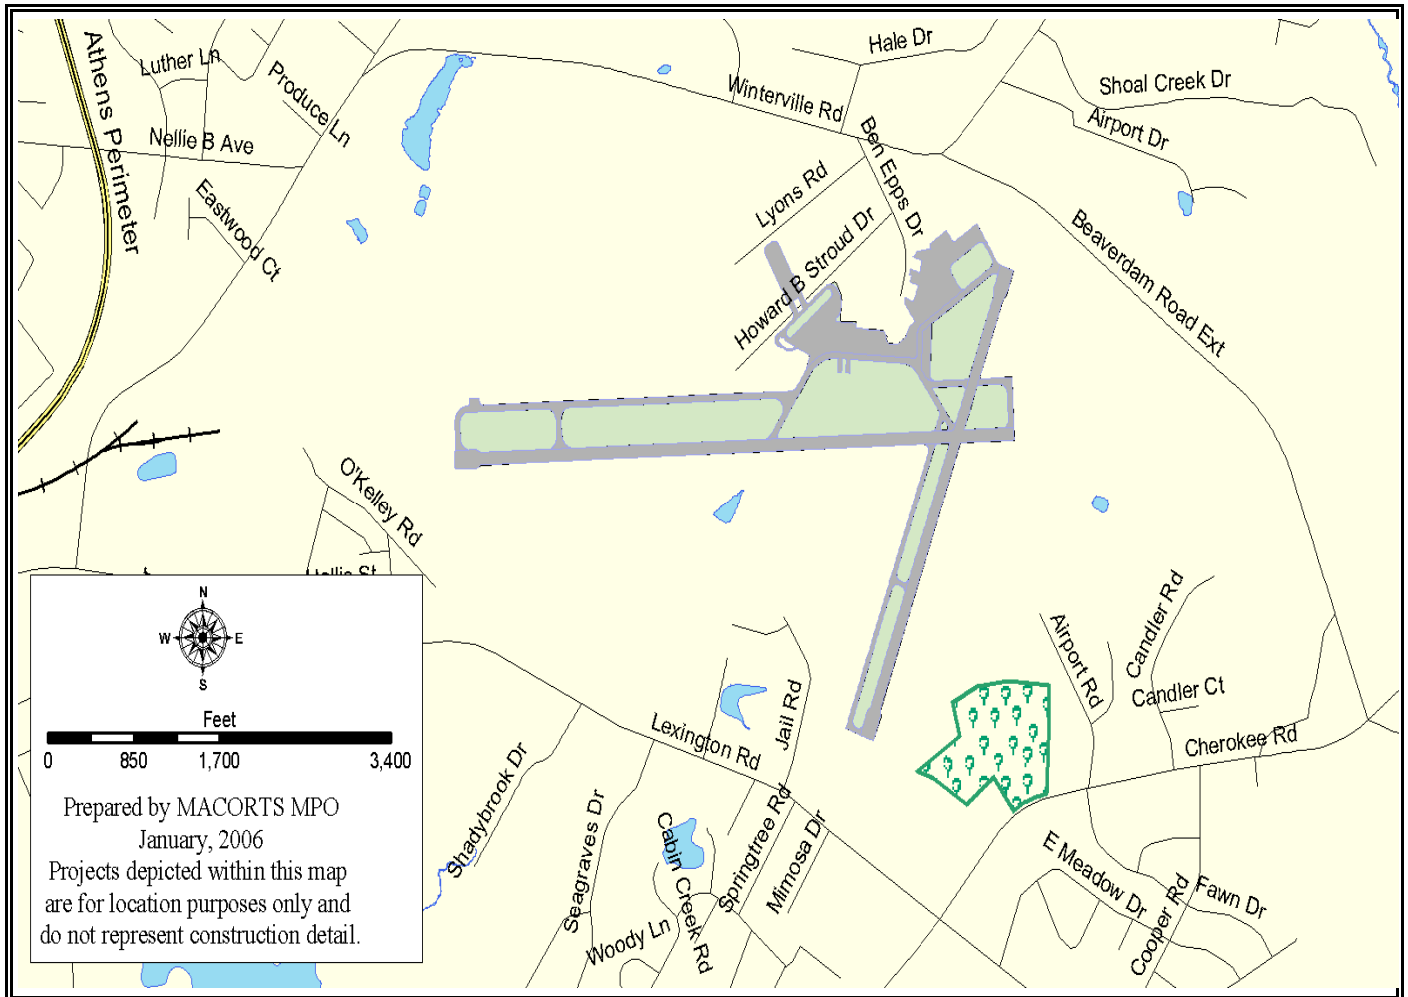 Hale Dr
Luther Ln
Athens Perimeter
Produce Ln
Winterville Rd
Shoal Creek Dr
Airport Dr
Nellie B Ave
Ben Epps Dr
Lyons Rd
Eastwood Ct
Howard B Stroud Dr
Beaverdam Road Ext
O'Kelley Rd
Hollis St
N
W E
S
Feet
0 850 1,700 3,400
Prepared by MACORTS MPO
January, 2006
Projects depicted within this map
are for location purposes only and
do not represent construction detail.
Candler Rd
Airport Rd
Candler Ct
Jail Rd
Lexington Rd
Cherokee Rd
Shadybrook Dr
Seagraves Dr
Cabin Creek Rd
Springtree Rd
Mimosa Dr
Woody Ln
E Meadow Dr
Fawn Dr
Cooper Rd